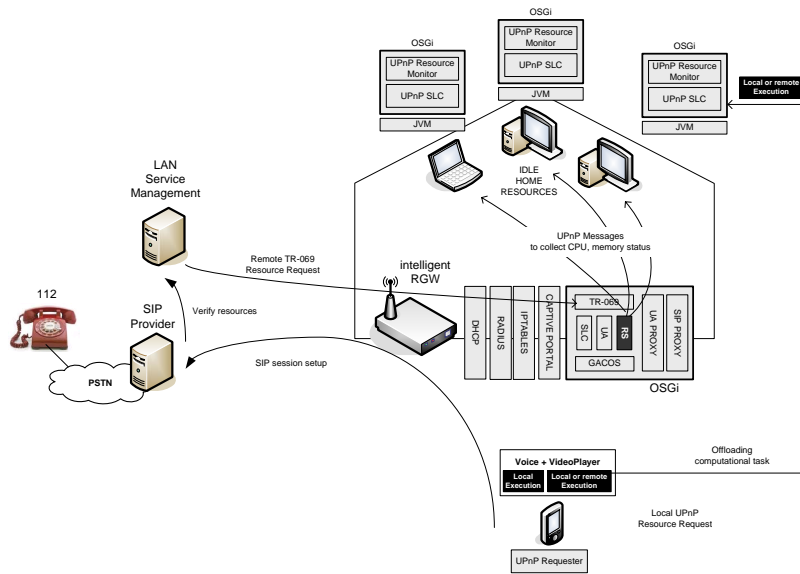 OSGi
UPnP Resource
Monitor
UPnP SLC
JVM
OSGi
UPnP Resource
Monitor
UPnP SLC
JVM
OSGi
UPnP Resource
Monitor
UPnP SLC
JVM
Local or remote
Execution
LAN
Service
Management
IDLE
HOME
RESOURCES
UPnP Messages
to collect CPU, memory status
Remote TR-069
Resource Request
intelligent
RGW
112
SIP
Provider
Verify resources
PSTN
SIP session setup
DHCP
RADIUS
IPTABLES
CAPTIVE PORTAL
TR-069
SLC
UA
RS
GACOS
UA PROXY
SIP PROXY
OSGi
Voice + VideoPlayer
Local
Execution
Local or remote
Execution
Offloading
computational task
Local UPnP
Resource Request
UPnP Requester